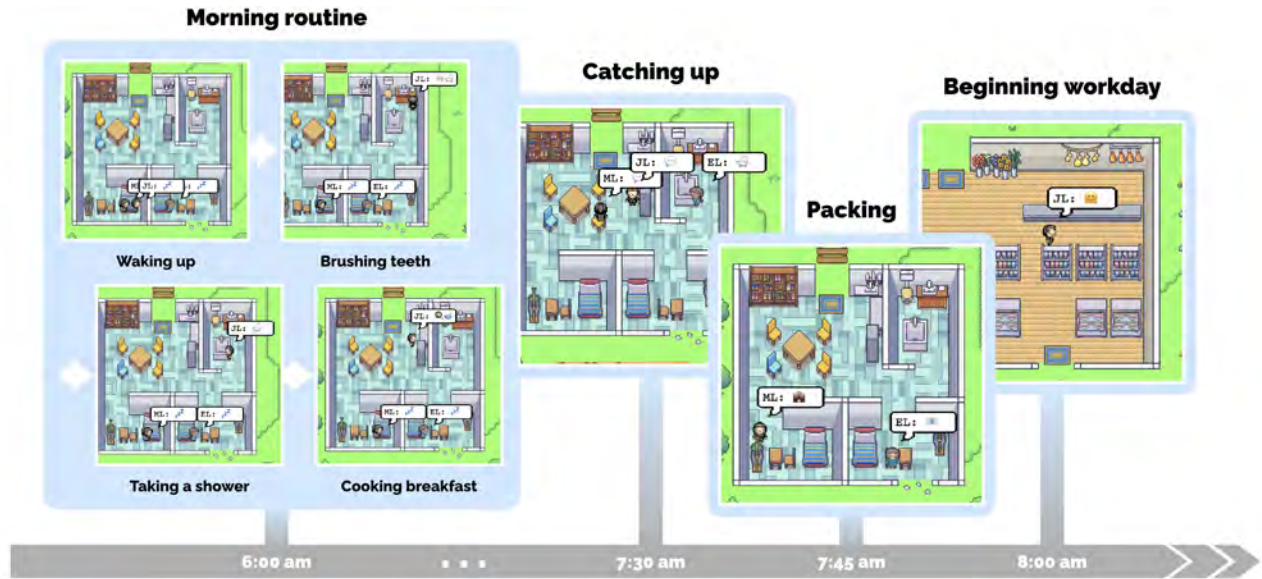 Morning routine
Waking up
JL:
Brushing teeth
JL:
ML:
EL:
Taking a shower
JL:
ML:
EL:
Cooking breakfast
JL:
ML:
EL:
Catching up
JL:
EL:
ML:
Packing
ML:
EL:
Beginning workday
JL:
6:00 am
7:30 am
7:45 am
8:00 am